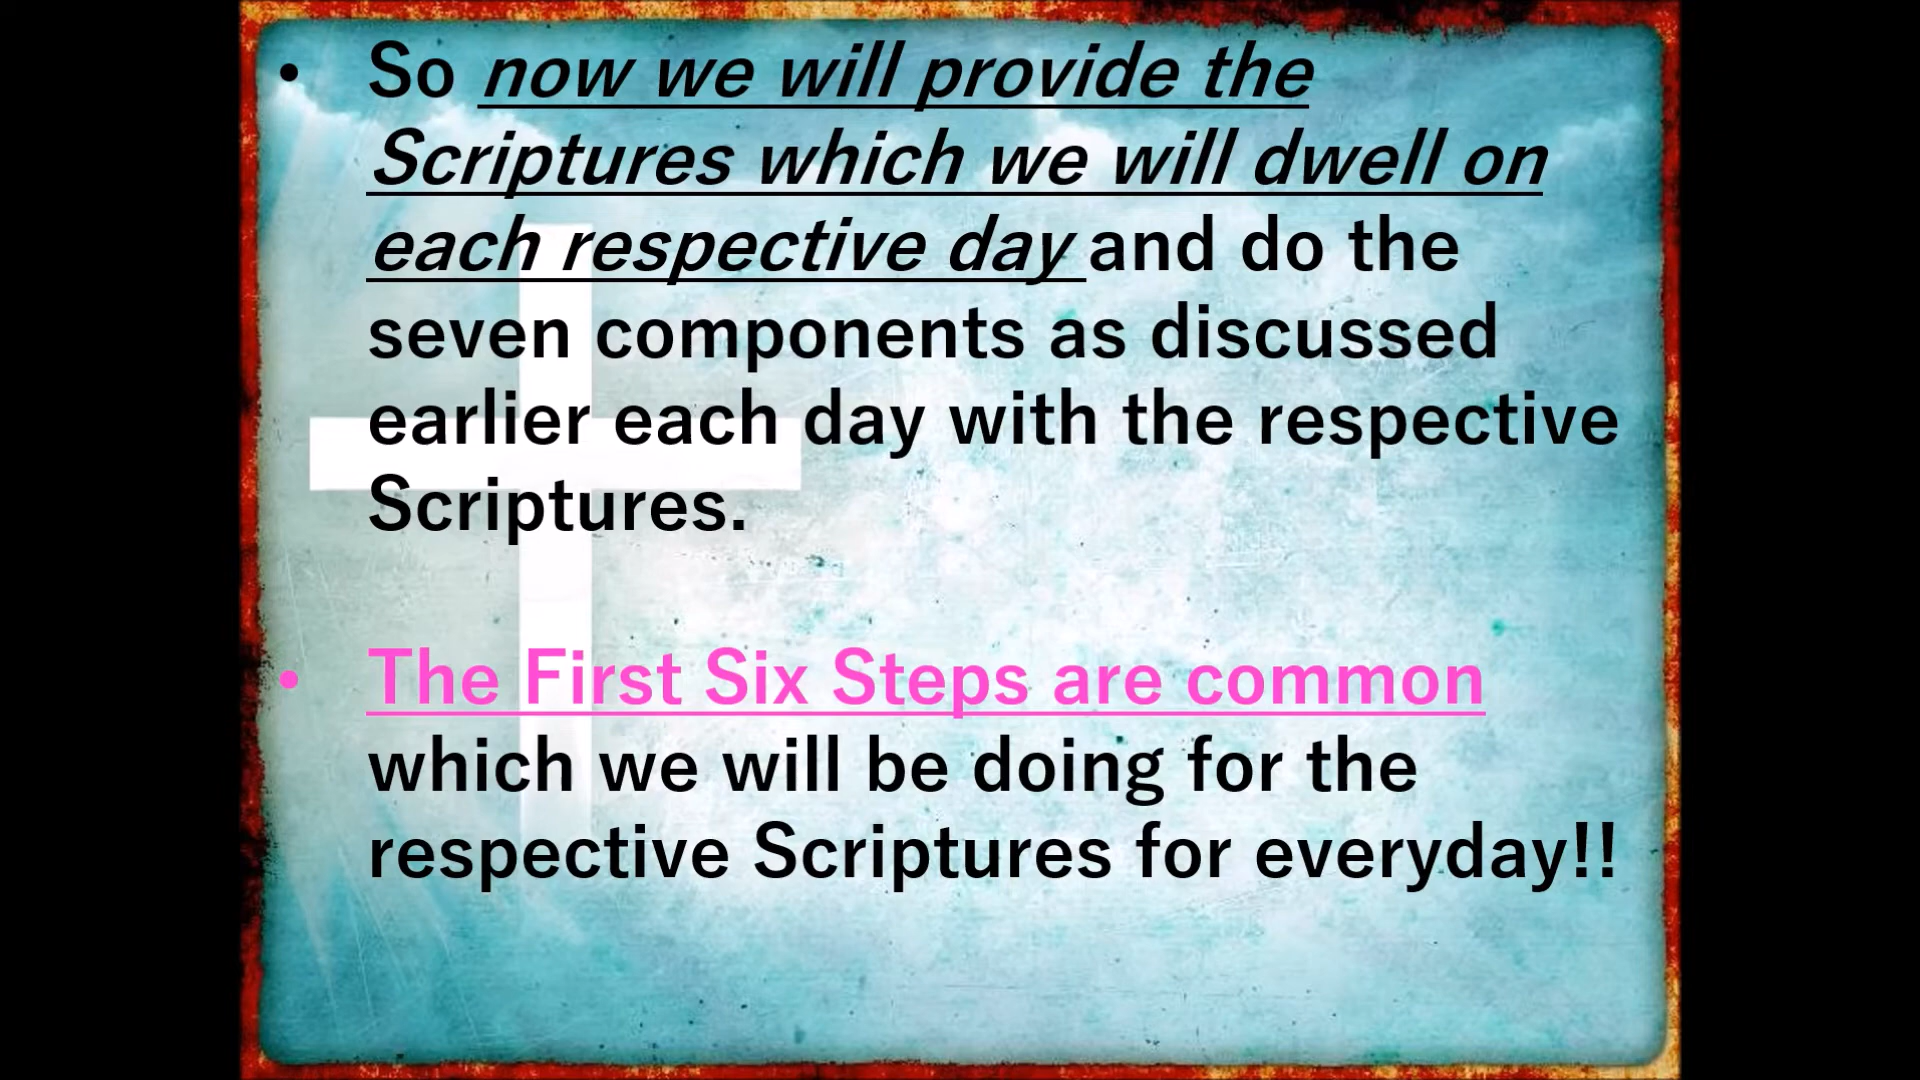 • So now we will provide the
Scriptures which we will dwell on
each respective day and do the
seven components as discussed
earlier each day with the respective
Scriptures.
• The First Six Steps are common
which we will be doing for the
respective Scriptures for everyday!!